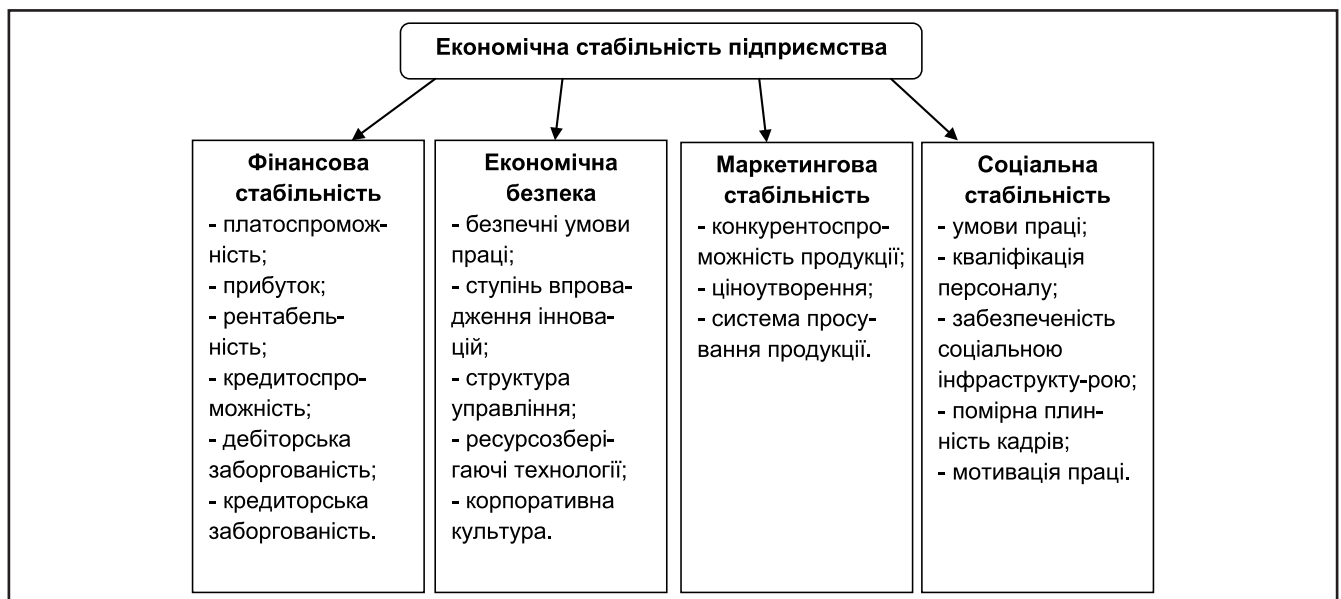 Економічна стабільність підприємства
Фінансова
стабільність
- платоспромож-
ність;
- прибуток;
- рентабель-
ність;
- кредитоспро-
можність;
- дебіторська
заборгованість;
- кредиторська
заборгованість.
Економічна
безпека
- безпечні умови
праці;
- ступінь впрова-
дження іннова-
цій;
- структура
управління;
- ресурсозбері-
гаючі технології;
- корпоративна
культура.
Маркетингова
стабільність
- конкурентоспро-
можність продукції;
- ціноутворення;
- система просу-
вання продукції.
Соціальна
стабільність
- умови праці;
- кваліфікація
персоналу;
- забезпеченість
соціальною
інфраструкту-рою;
- помірна плин-
ність кадрів;
- мотивація праці.